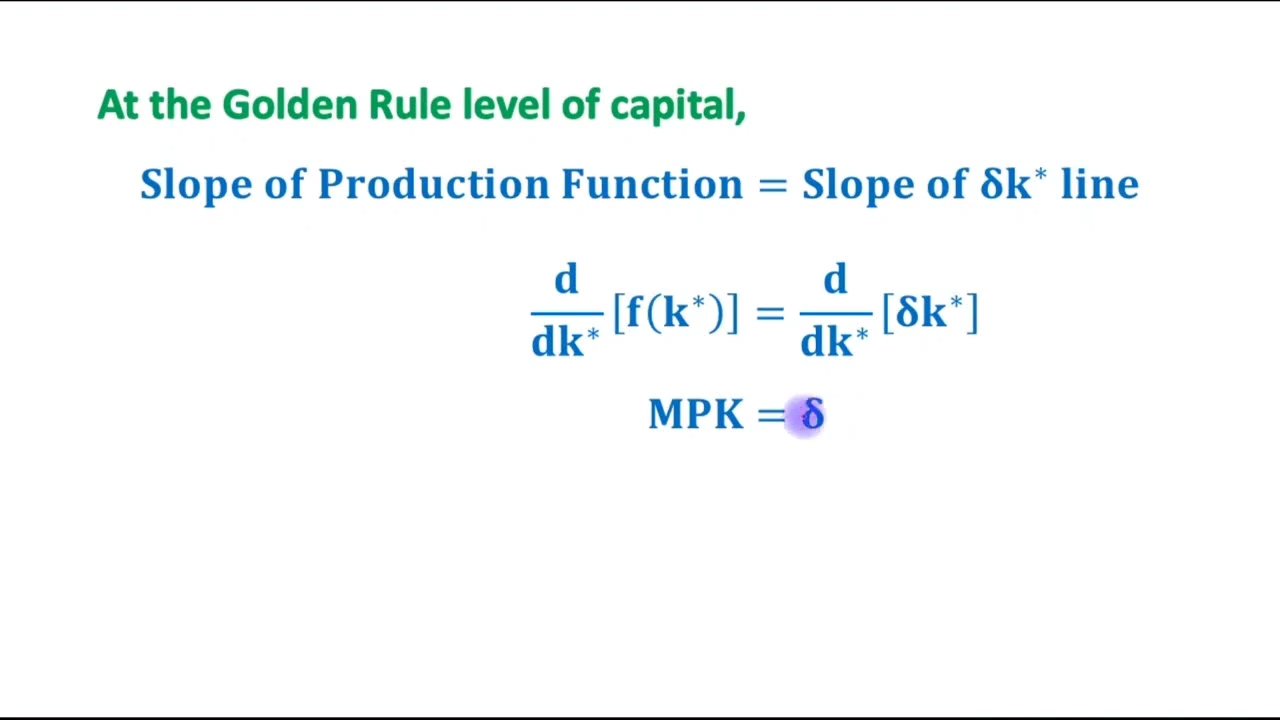 At the Golden Rule level of capital,
Slope of Production Function = Slope of δk* line
d/dk* [f(k*)] = d/dk* [δk*]
MPK = δ